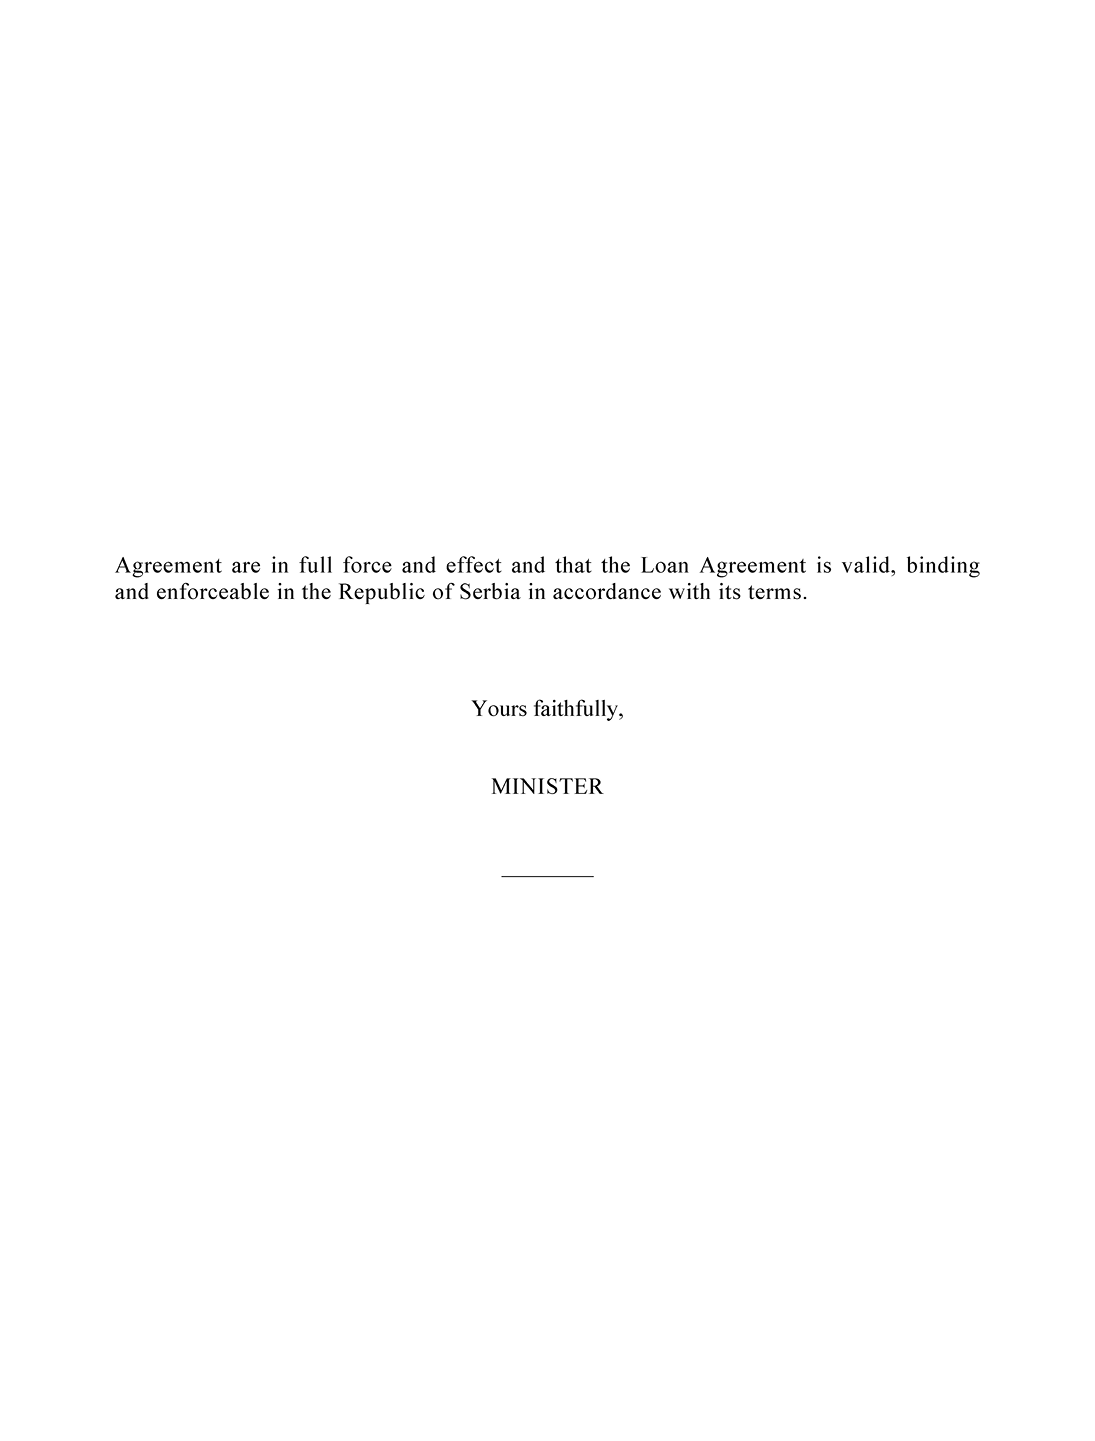 Agreement are in full force and effect and that the Loan Agreement is valid, binding
and enforceable in the Republic of Serbia in accordance with its terms.
Yours faithfully,
MINISTER